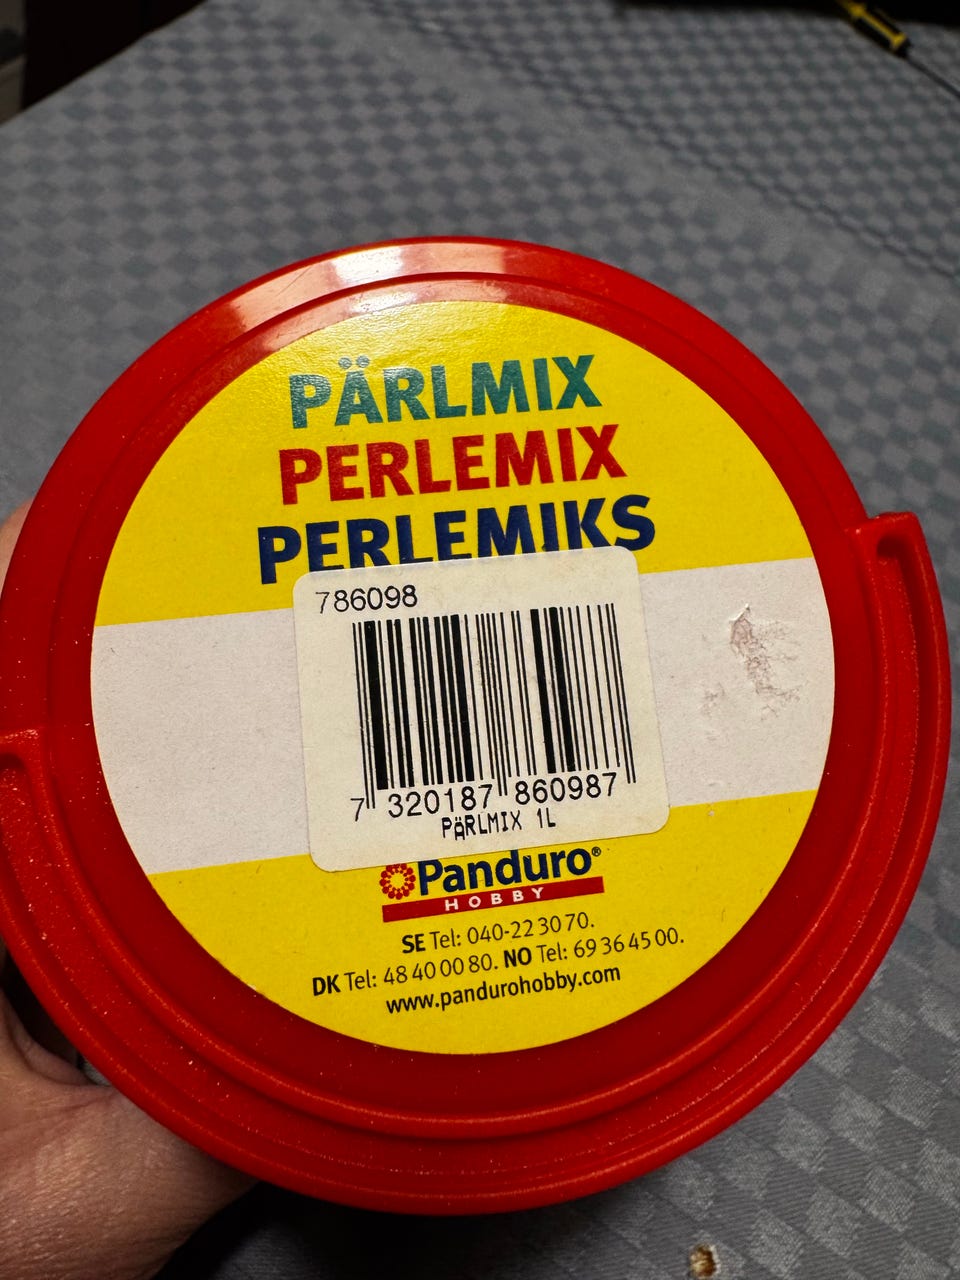 PÄRLMIX
PERLEMIX
PERLEMIKS
786098
7 320187 860987
PÄRLMIX 1L
Panduro®
HOBBY
SE Tel: 040-22 30 70.
DK Tel: 48 40 00 80. NO Tel: 69 36 45 00.
www.pandurohobby.com